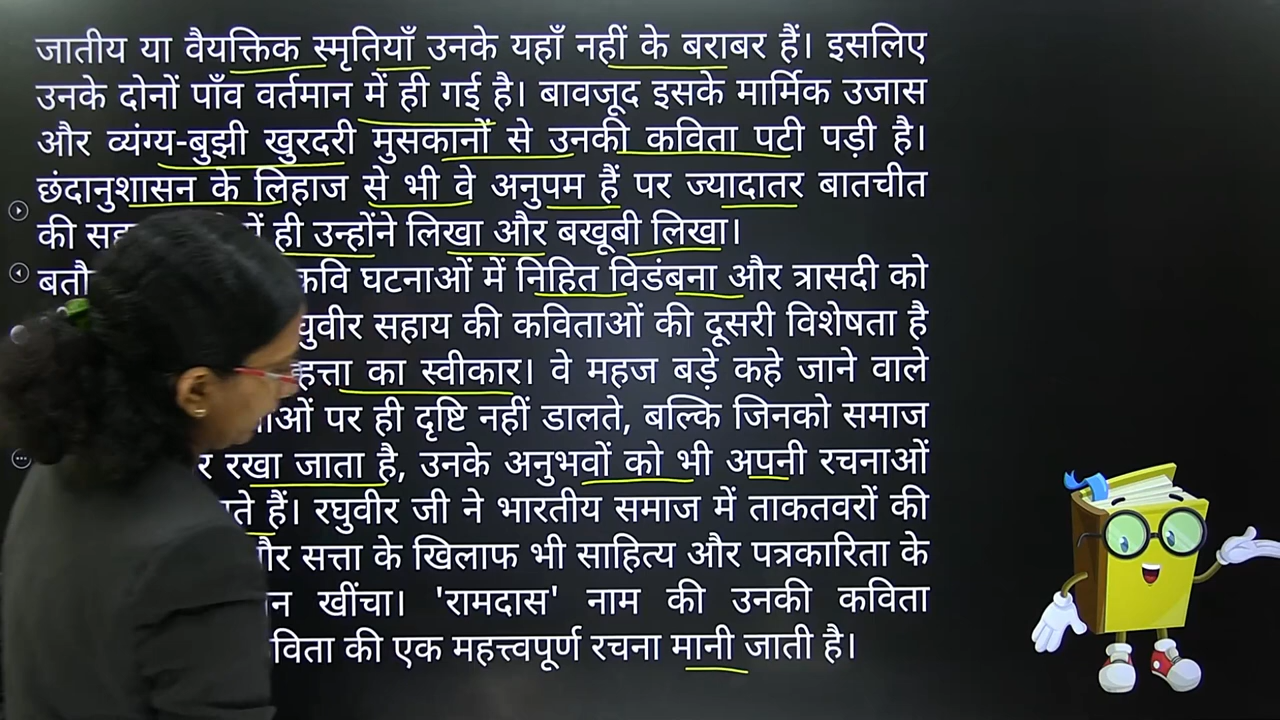 जातीय या वैयक्तिक स्मृतियाँ उनके यहाँ नहीं के बराबर हैं। इसलिए
उनके दोनों पाँव वर्तमान में ही गई है। बावजूद इसके मार्मिक उजास
और व्यंग्य-बुझी खुरदरी मुसकानों से उनकी कविता पटी पड़ी है।
छंदानुशासन के लिहाज से भी वे अनुपम हैं पर ज्यादातर बातचीत
की ही उन्होंने लिखा और बखूबी लिखा।
कवि घटनाओं में निहित विडंबना और त्रासदी को
सहाय की कविताओं की दूसरी विशेषता है
का स्वीकार। वे महज बड़े कहे जाने वाले
पर ही दृष्टि नहीं डालते, बल्कि जिनको समाज
रखा जाता है, उनके अनुभवों को भी अपनी रचनाओं
हैं। रघुवीर जी ने भारतीय समाज में ताकतवरों की
और सत्ता के खिलाफ भी साहित्य और पत्रकारिता के
खींचा। 'रामदास' नाम की उनकी कविता
की एक महत्त्वपूर्ण रचना मानी जाती है।